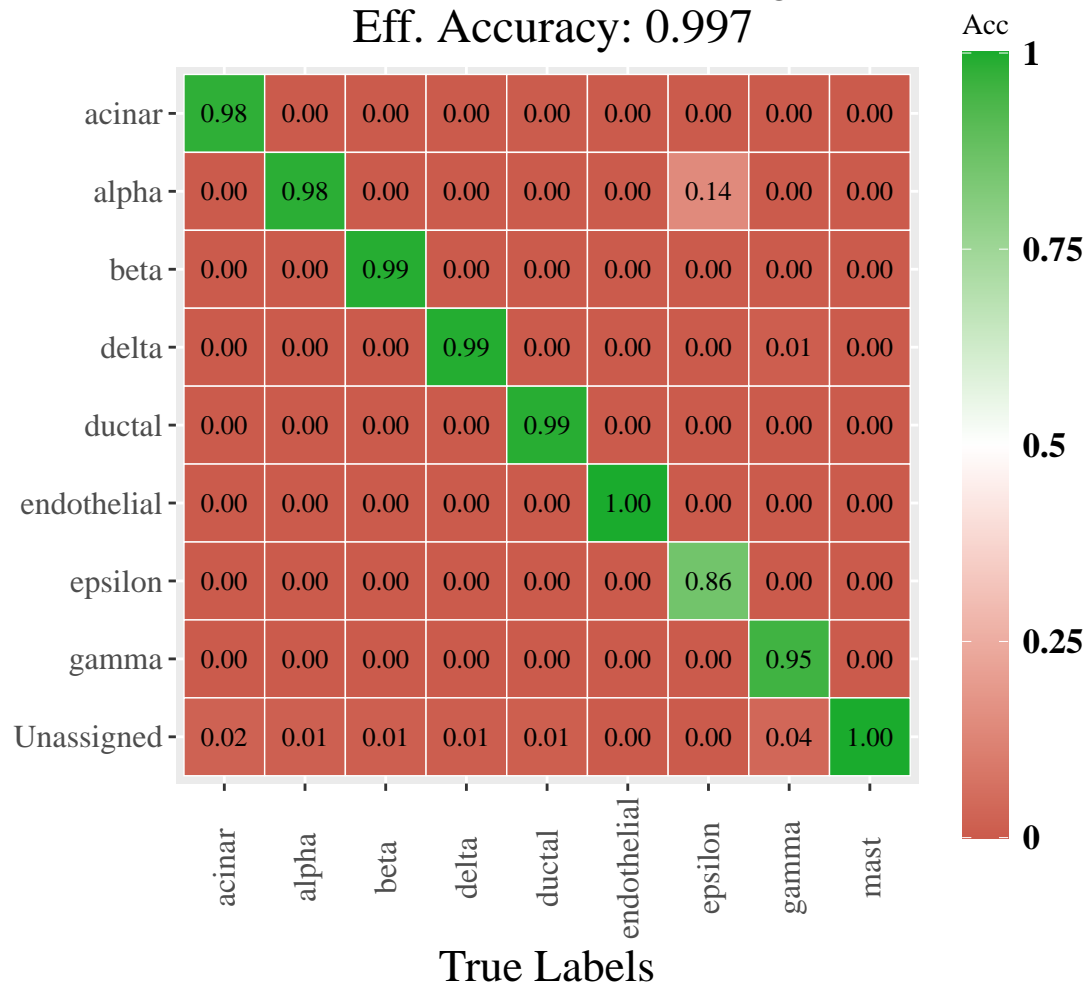 Eff. Accuracy: 0.997
Acc
acinar 0.98 0.00 0.00 0.00 0.00 0.00 0.00 0.00 0.00
alpha 0.00 0.98 0.00 0.00 0.00 0.00 0.14 0.00 0.00
beta 0.00 0.00 0.99 0.00 0.00 0.00 0.00 0.00 0.00
delta 0.00 0.00 0.00 0.99 0.00 0.00 0.00 0.01 0.00
ductal 0.00 0.00 0.00 0.00 0.99 0.00 0.00 0.00 0.00
endothelial 0.00 0.00 0.00 0.00 0.00 1.00 0.00 0.00 0.00
epsilon 0.00 0.00 0.00 0.00 0.00 0.00 0.86 0.00 0.00
gamma 0.00 0.00 0.00 0.00 0.00 0.00 0.00 0.95 0.00
Unassigned 0.02 0.01 0.01 0.01 0.01 0.00 0.00 0.04 1.00
acinar alpha beta delta ductal endothelial epsilon gamma mast
True Labels
1
0.75
0.5
0.25
0